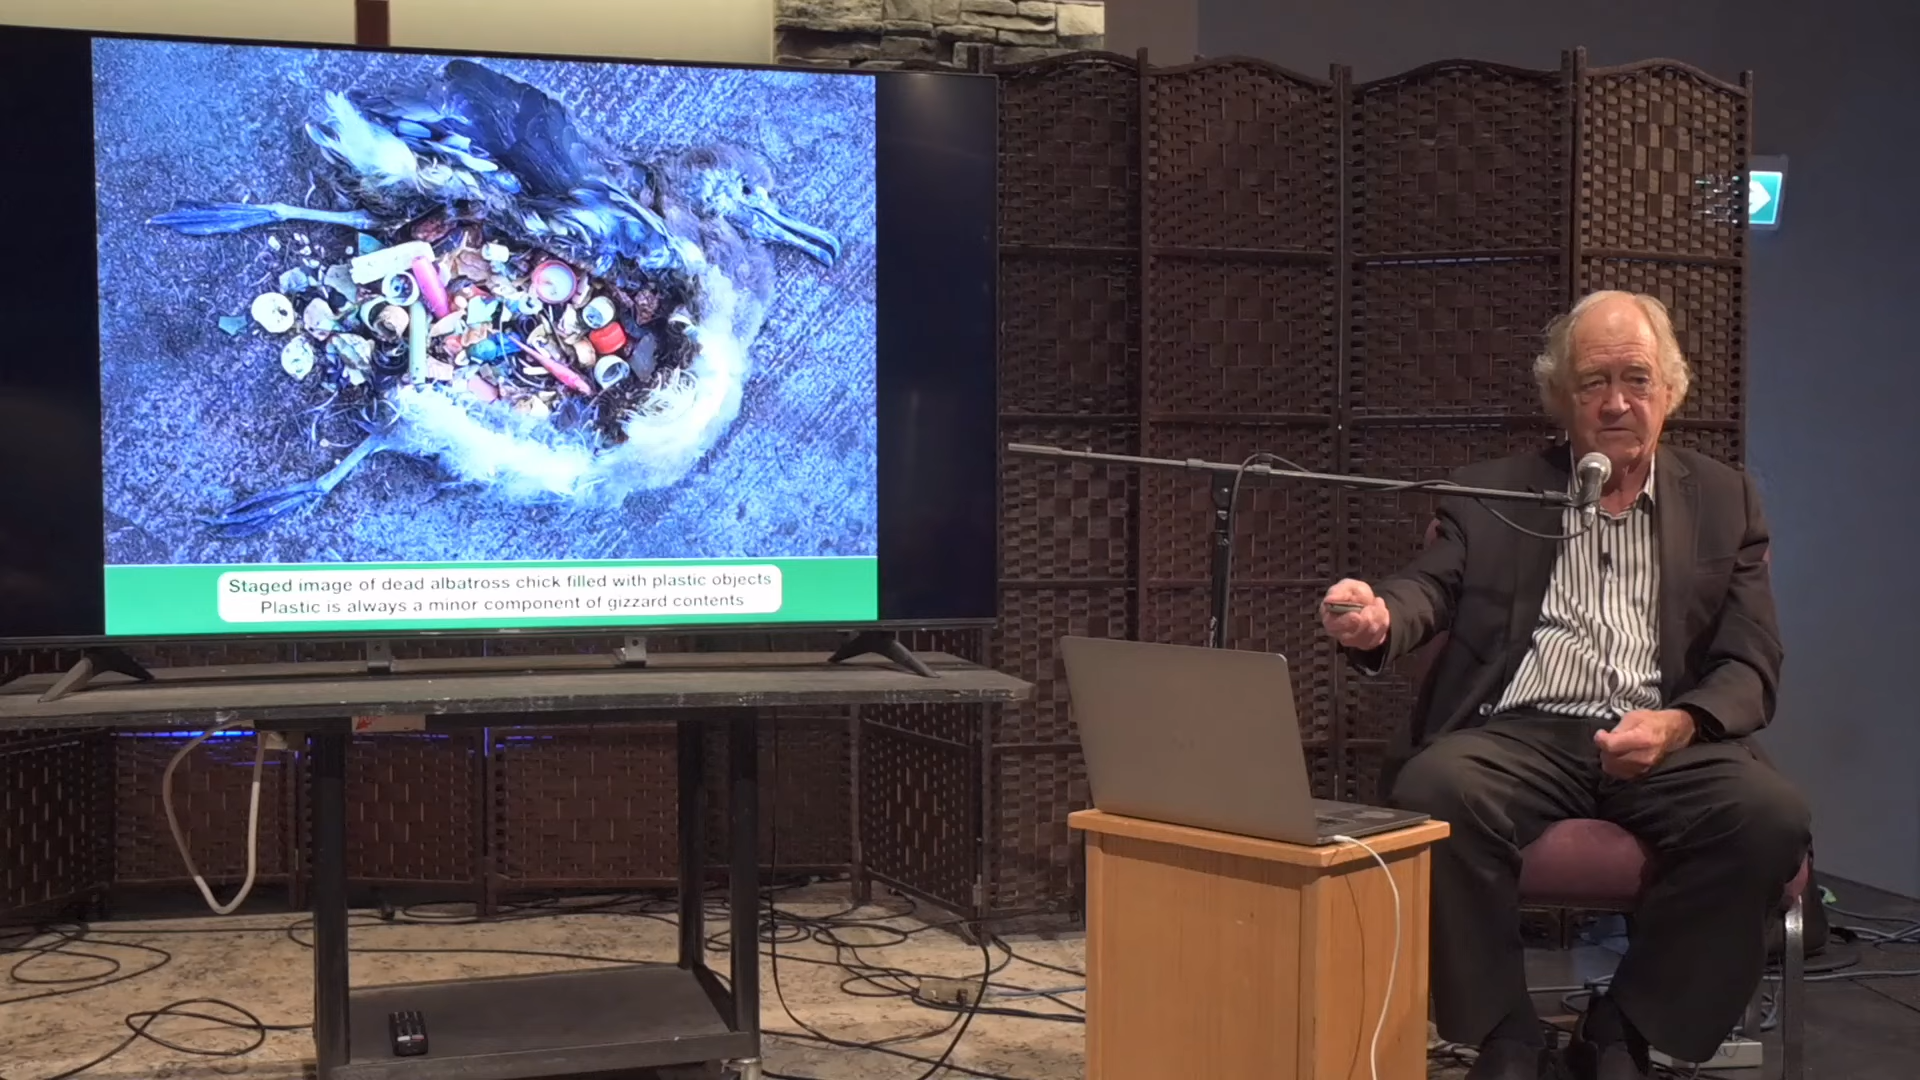 Staged image of dead albatross chick filled with plastic objects
Plastic is always a minor component of gizzard contents